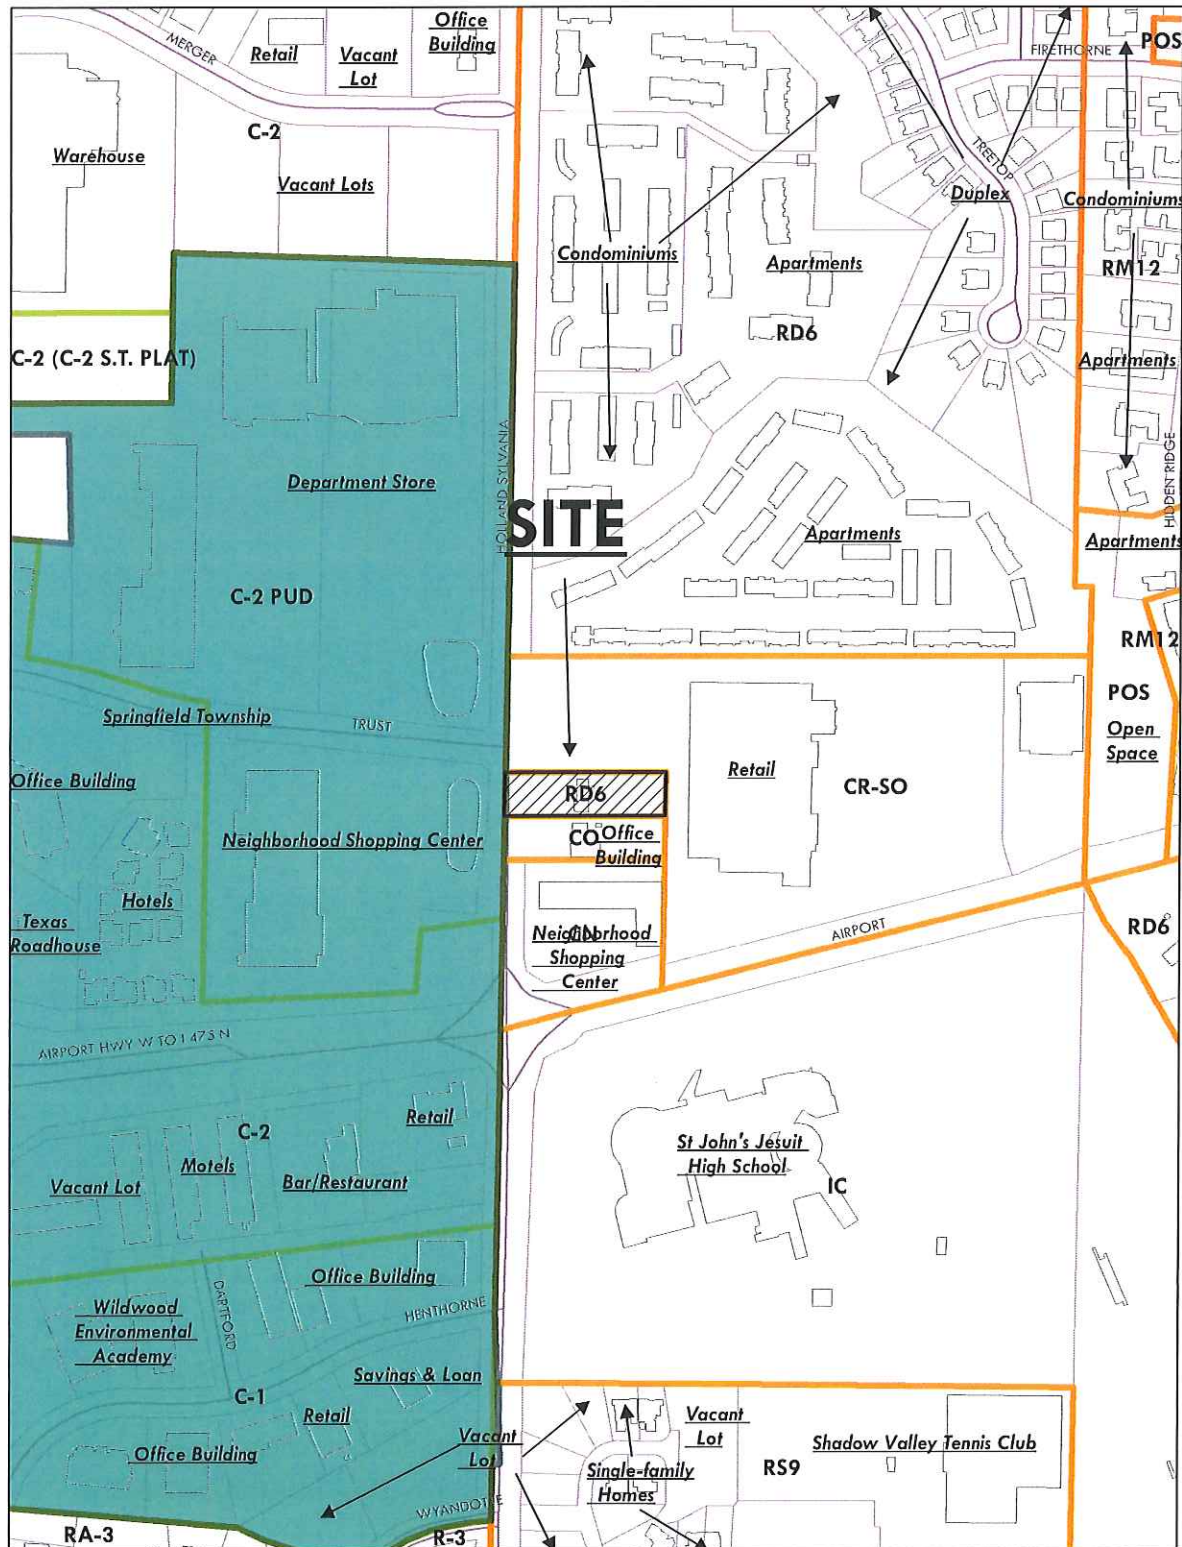 Office
Building
POS
MERGER
Retail
Vacant
Lot
FIRETHORNE
C-2
Warehouse
Vacant Lots
TREETOP
Duplex
Condominiums
Condominiums
Apartments
RM12
RD6
C-2 (C-2 S.T. PLAT)
Apartments
HOLLAND SYLVANIA
HIDDEN RIDGE
Department Store
SITE
Apartments
Apartments
C-2 PUD
RM12
POS
Springfield Township
TRUST
Open
Space
Office Building
Retail
CR-SO
RD6
Neighborhood Shopping Center
CO
Office
Building
Hotels
Texas
Roadhouse
CN
Neighborhood
Shopping
Center
AIRPORT
RD6
AIRPORT HWY W TO I 475 N
Retail
C-2
Motels
Bar/Restaurant
Vacant Lot
St John's Jesuit
High School
IC
Office Building
DARTFORD
HENTHORNE
Wildwood
Environmental
Academy
Savings & Loan
C-1
Retail
Office Building
Vacant
Lot
Vacant
Lot
Shadow Valley Tennis Club
Single-family
Homes
RS9
WYANDOTTE
RA-3
R-3